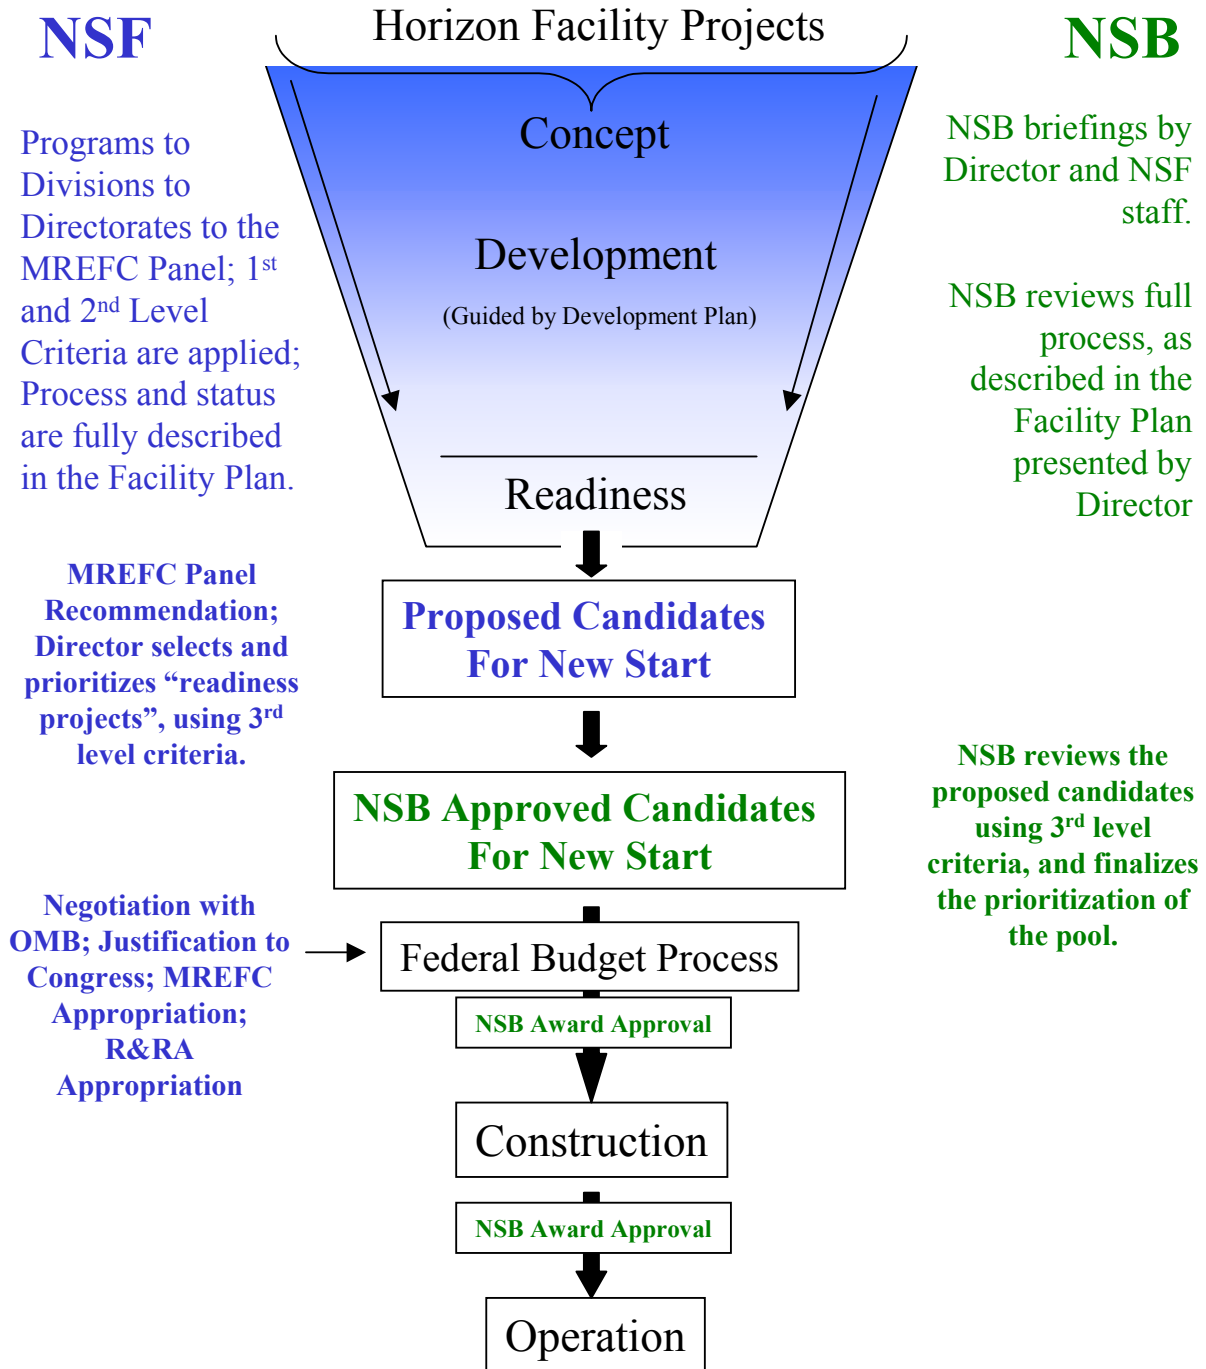 NSF
Horizon Facility Projects
NSB
Programs to
Divisions to
Directorates to the
MREFC Panel; 1st
and 2nd Level
Criteria are applied;
Process and status
are fully described
in the Facility Plan.
Concept
Development
(Guided by Development Plan)
Readiness
NSB briefings by
Director and NSF
staff.
NSB reviews full
process, as
described in the
Facility Plan
presented by
Director
MREFC Panel
Recommendation;
Director selects and
prioritizes “readiness
projects”, using 3rd
level criteria.
Proposed Candidates
For New Start
NSB Approved Candidates
For New Start
NSB reviews the
proposed candidates
using 3rd level
criteria, and finalizes
the prioritization of
the pool.
Negotiation with
OMB; Justification to
Congress; MREFC
Appropriation;
R&RA
Appropriation
Federal Budget Process
NSB Award Approval
Construction
NSB Award Approval
Operation